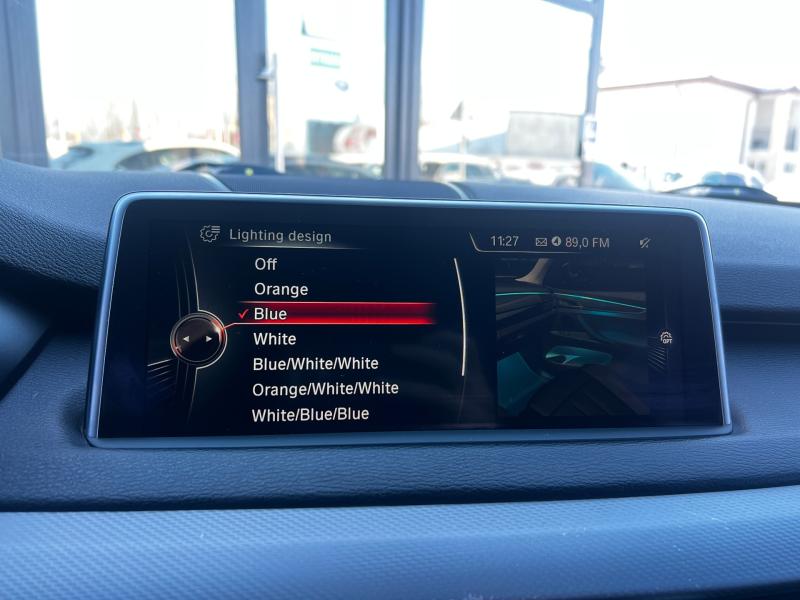 Lighting design
11:27
89,0 FM
Off
Orange
Blue
White
Blue/White/White
Orange/White/White
White/Blue/Blue
OPT